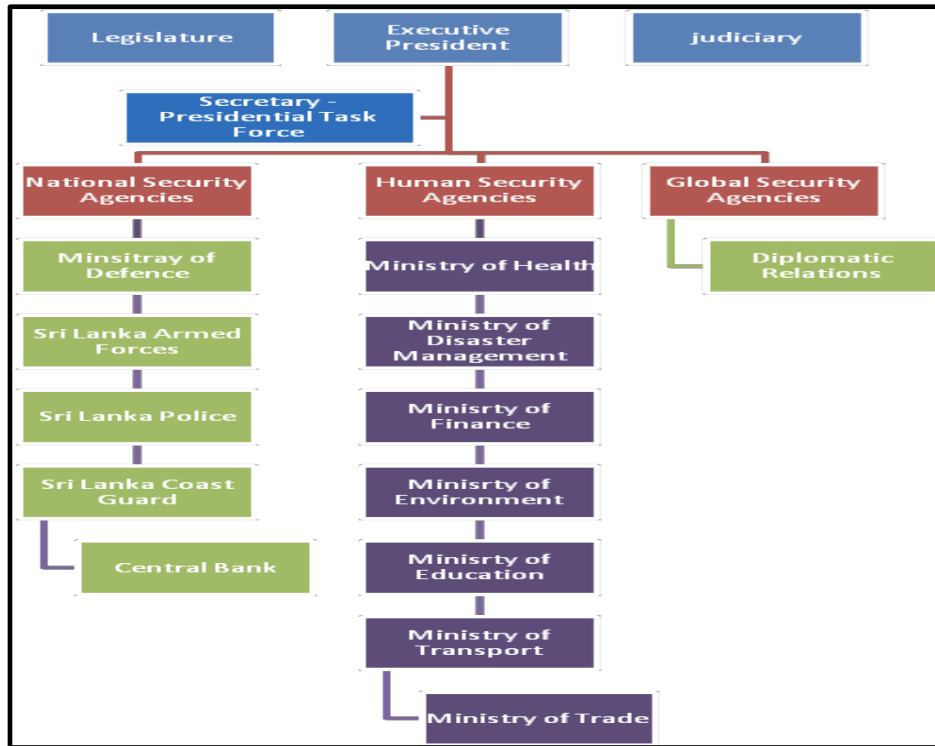 Legislature
Executive
President
judiciary
Secretary -
Presidential Task
Force
National Security
Agencies
Human Security
Agencies
Global Security
Agencies
Minsitray of
Defence
Ministry of Health
Diplomatic
Relations
Sri Lanka Armed
Forces
Ministry of
Disaster
Management
Sri Lanka Police
Minisrty of
Finance
Sri Lanka Coast
Guard
Minisrty of
Environment
Central Bank
Minisrty of
Education
Ministry of
Transport
Ministry of Trade